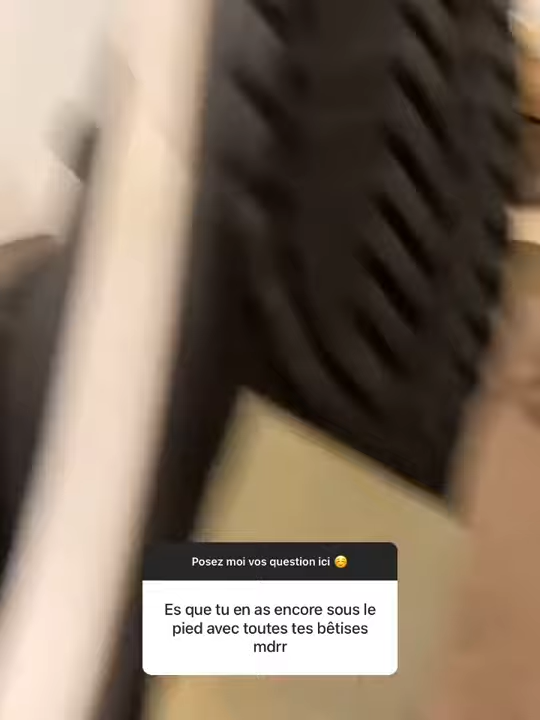 Posez moi vos question ici ☺️
Es que tu en as encore sous le
pied avec toutes tes bêtises
mdrr